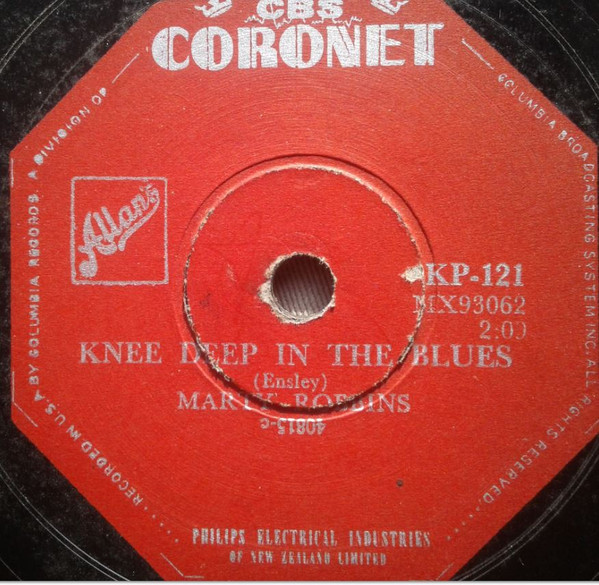 CBS
CORONET
RECORDED IN U.S.A BY COLUMBIA RECORDS. A DIVISION OF
COLUMBIA BROADCASTING SYSTEM INC. ALL RIGHTS RESERVED
Allan's
KP-121
MX93062
2:00
KNEE DEEP IN THE BLUES
(Ensley)
MARTY ROBBINS
40815-c
PHILIPS ELECTRICAL INDUSTRIES
OF NEW ZEALAND LIMITED